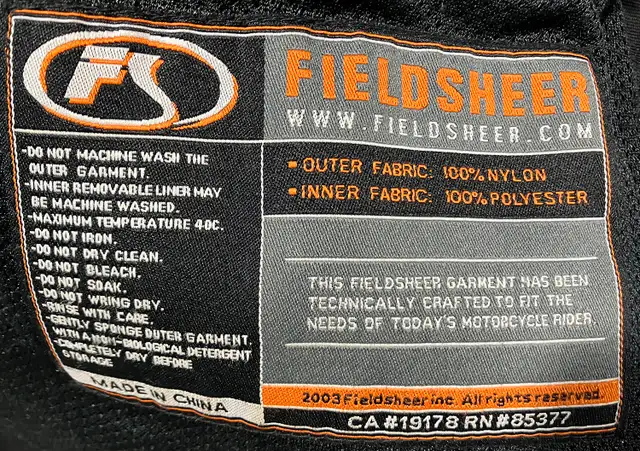 FS
FIELDSHEER
WWW.FIELDSHEER.COM
-DO NOT MACHINE WASH THE
OUTER GARMENT.
-INNER REMOVABLE LINER MAY
BE MACHINE WASHED.
-MAXIMUM TEMPERATURE 40C.
-DO NOT IRON.
-DO NOT DRY CLEAN.
-DO NOT BLEACH.
-DO NOT SOAK.
-DO NOT WRING DRY.
-RINSE WITH CARE.
-GENTLY SPONGE OUTER GARMENT.
-WITH A NON-BIOLOGICAL DETERGENT
-COMPLETELY DRY BEFORE
STORAGE
MADE IN CHINA
▪ OUTER FABRIC: 100% NYLON
▪ INNER FABRIC: 100% POLYESTER
THIS FIELDSHEER GARMENT HAS BEEN
TECHNICALLY CRAFTED TO FIT THE
NEEDS OF TODAY'S MOTORCYCLE RIDER.
2003 Fieldsheer inc. All rights reserved.
CA #19178 RN #85377